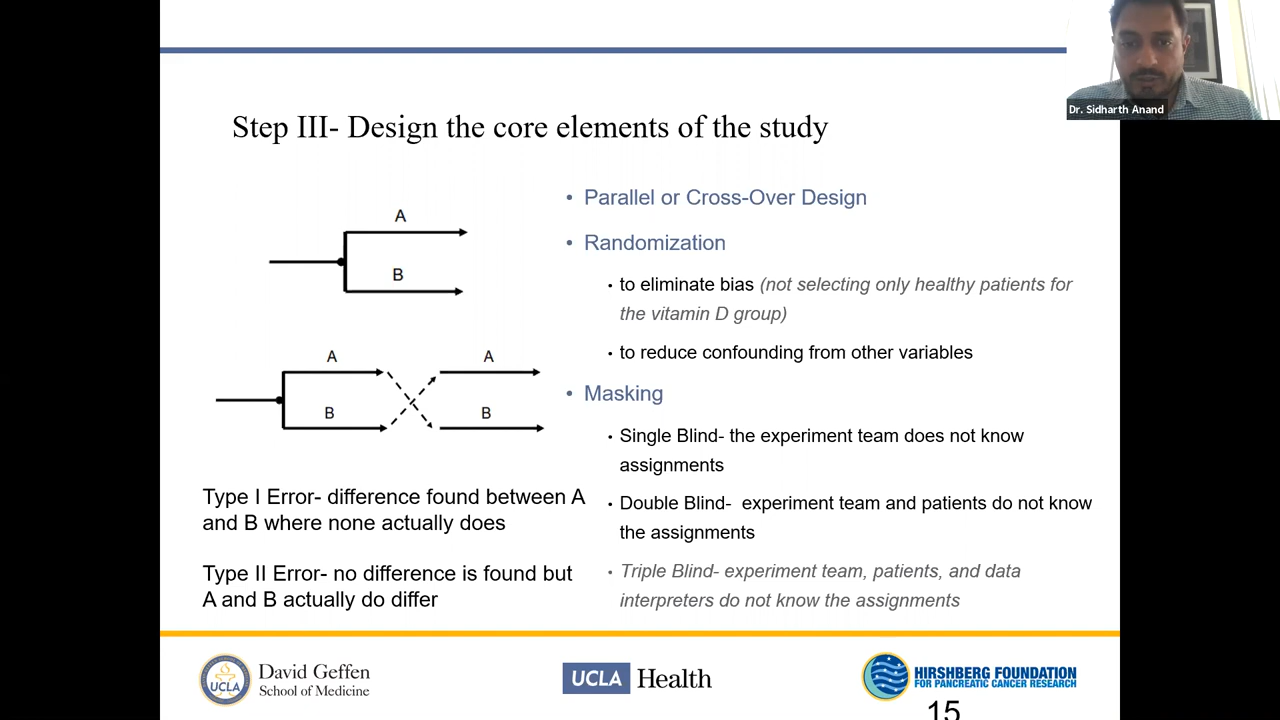 Dr. Sidharth Anand
Step III- Design the core elements of the study
A
B
A
A
B
B
Type I Error- difference found between A
and B where none actually does
Type II Error- no difference is found but
A and B actually do differ
• Parallel or Cross-Over Design
• Randomization
• to eliminate bias (not selecting only healthy patients for
the vitamin D group)
• to reduce confounding from other variables
• Masking
• Single Blind- the experiment team does not know
assignments
• Double Blind- experiment team and patients do not know
the assignments
• Triple Blind- experiment team, patients, and data
interpreters do not know the assignments
UCLA
David Geffen
School of Medicine
UCLA Health
HIRSHBERG FOUNDATION
FOR PANCREATIC CANCER RESEARCH
15